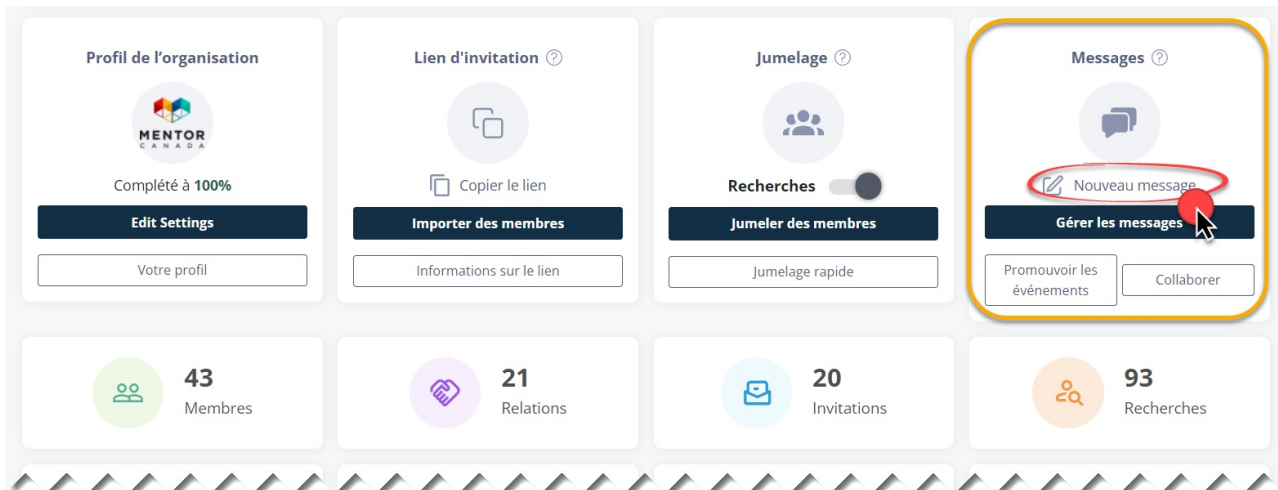 Profil de l’organisation
MENTOR
CANADA
Complété à 100%
Edit Settings
Votre profil
Lien d'invitation ?
Copier le lien
Importer des membres
Informations sur le lien
Jumelage ?
Recherches
Jumeler des membres
Jumelage rapide
Messages ?
Nouveau message
Gérer les messages
Promouvoir les
événements
Collaborer
43
Membres
21
Relations
20
Invitations
93
Recherches